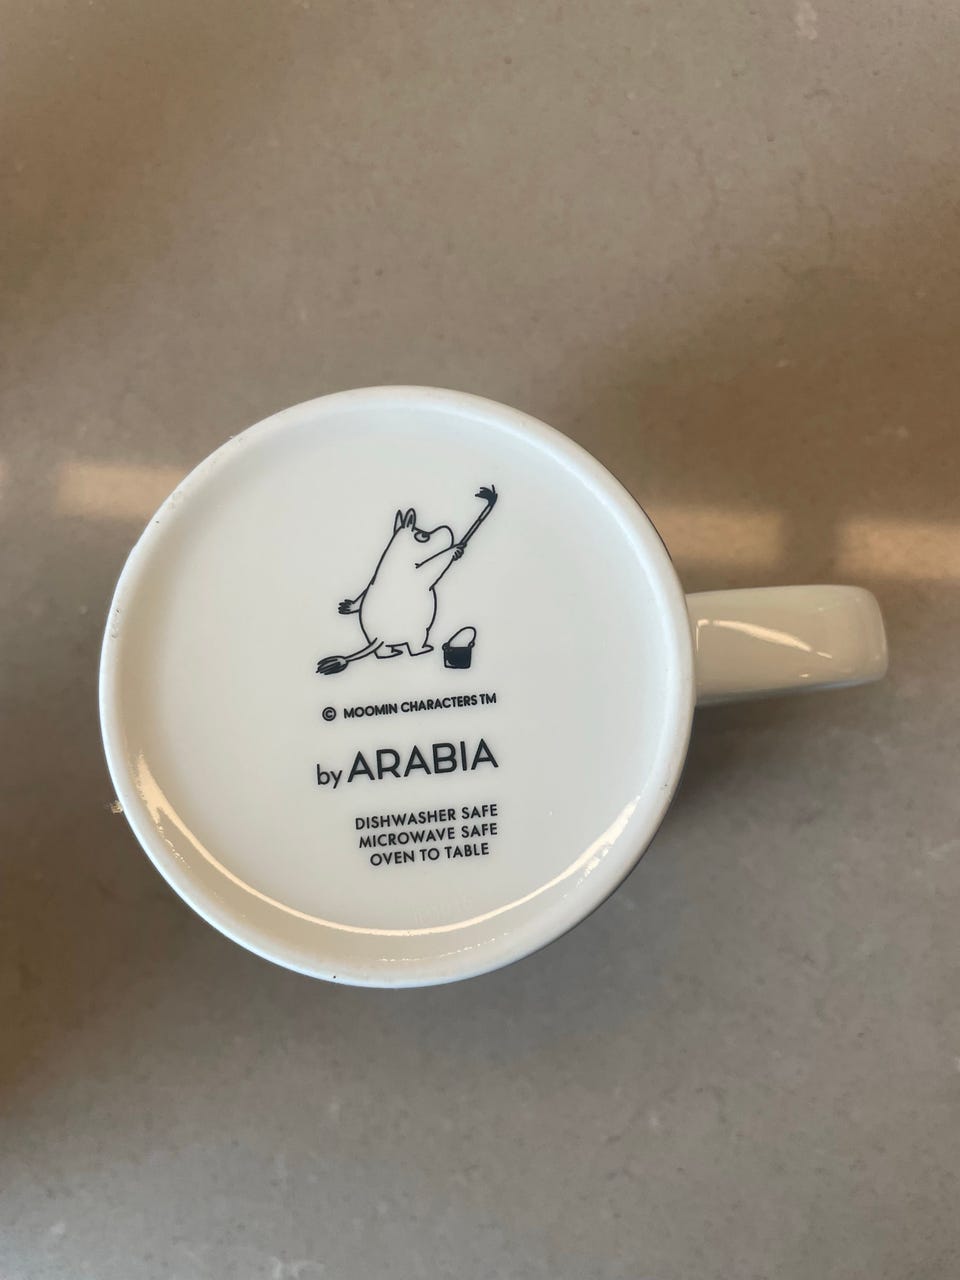 © MOOMIN CHARACTERS TM
by ARABIA
DISHWASHER SAFE
MICROWAVE SAFE
OVEN TO TABLE